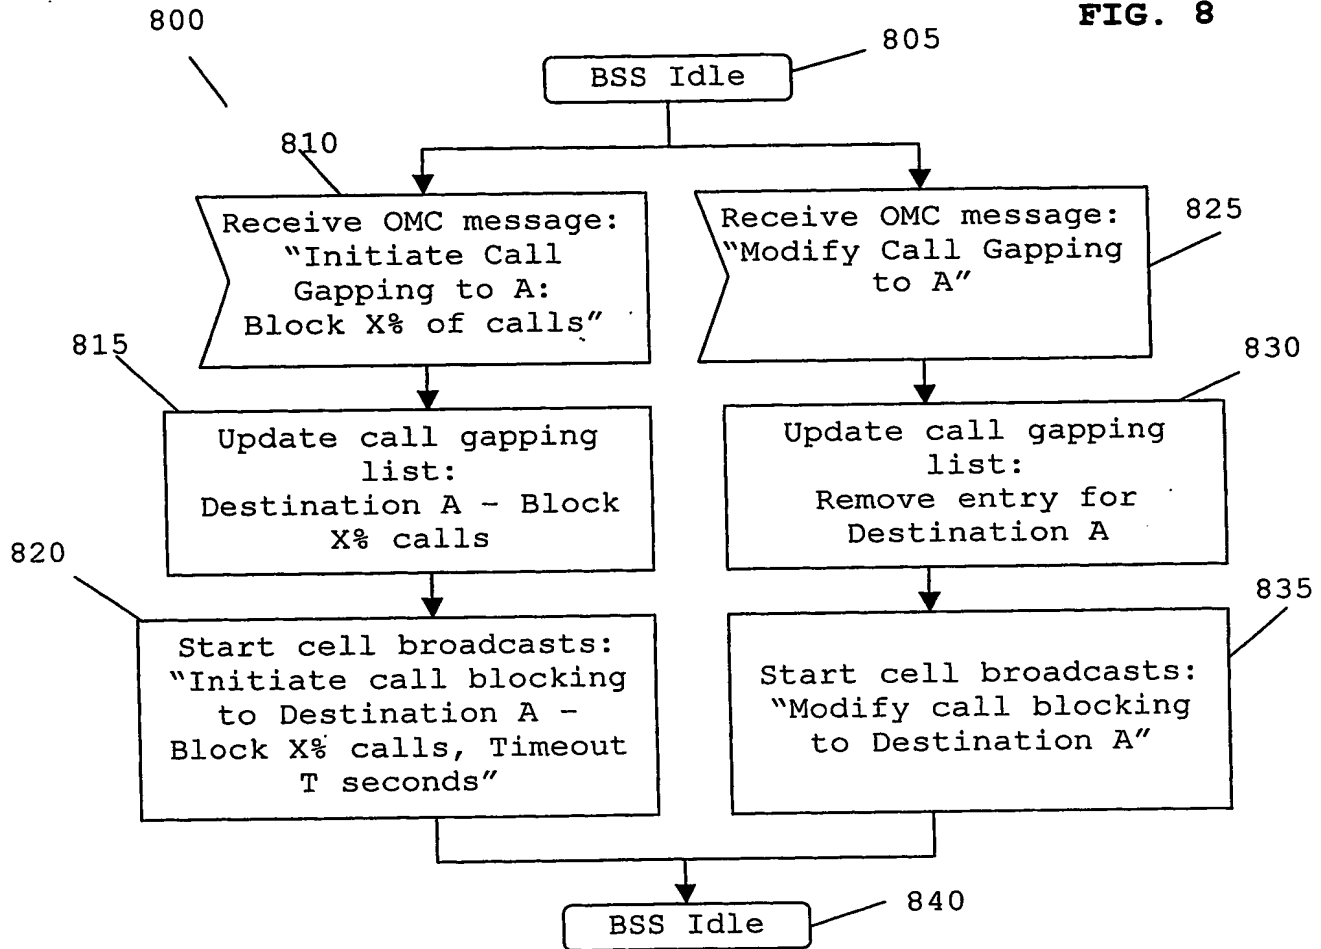 FIG. 8
800
805
BSS Idle
810
Receive OMC message:
“Initiate Call
Gapping to A:
Block X% of calls”
Receive OMC message:
“Modify Call Gapping
to A”
825
815
Update call gapping
list:
Destination A – Block
X% calls
830
Update call gapping
list:
Remove entry for
Destination A
820
Start cell broadcasts:
“Initiate call blocking
to Destination A –
Block X% calls, Timeout
T seconds”
835
Start cell broadcasts:
“Modify call blocking
to Destination A”
BSS Idle
840